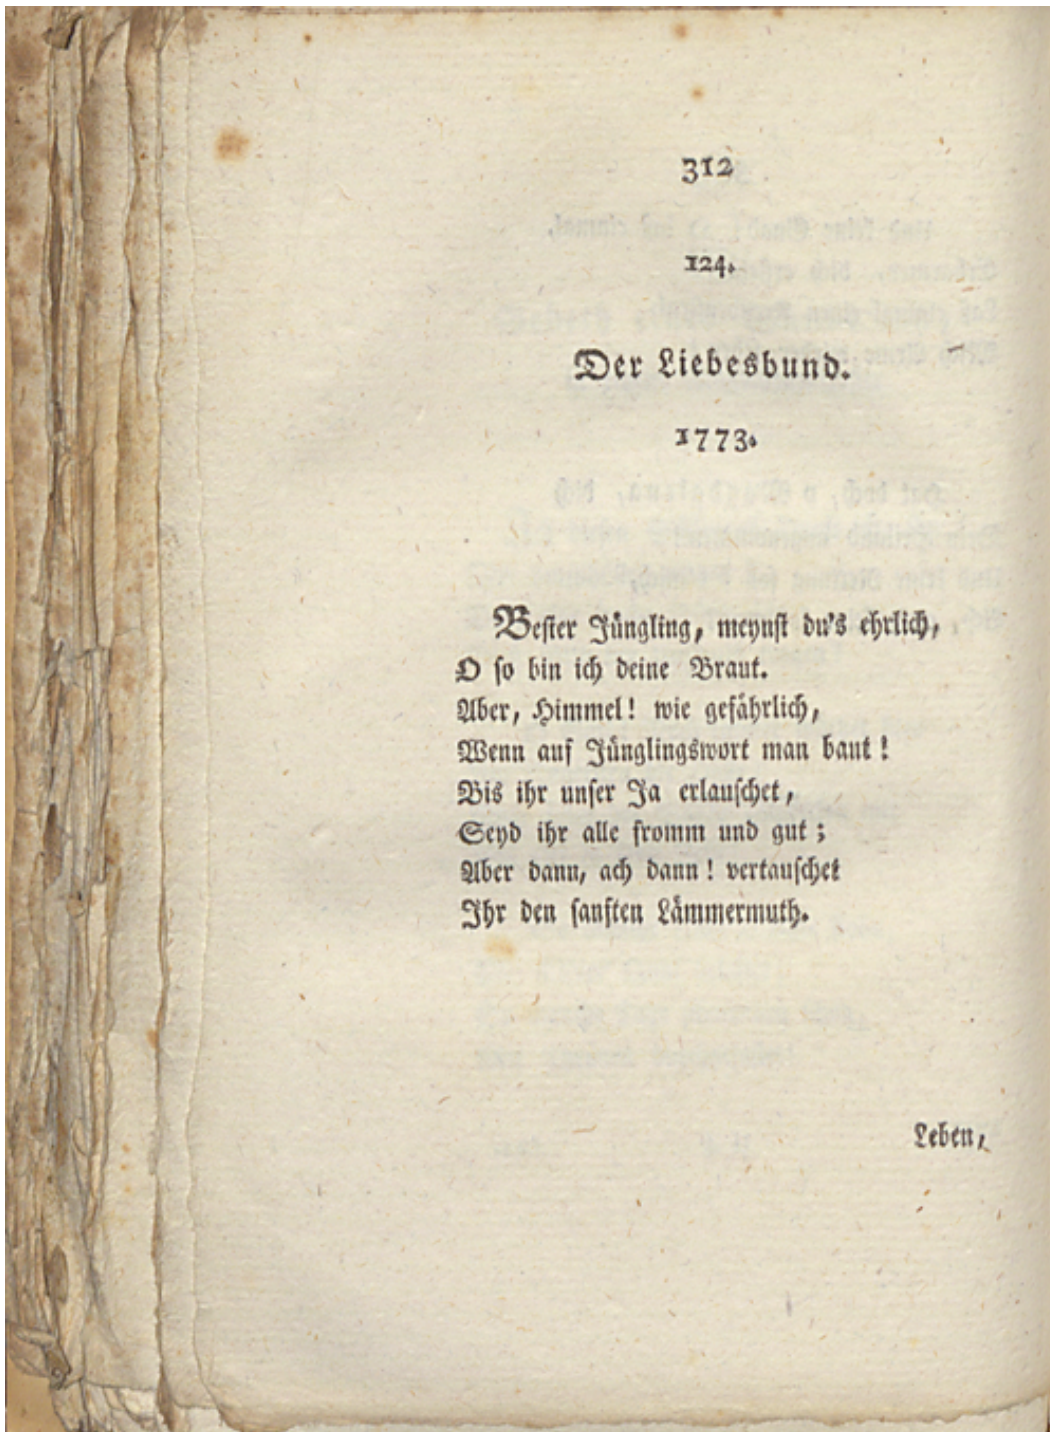 312
124.
Der Liebesbund.
1773.
Bester Jüngling, meynst du's ehrlich,
O so bin ich deine Braut.
Aber, Himmel! wie gefährlich,
Wenn auf Jünglingswort man baut!
Bis ihr unser Ja erlauschet,
Seyd ihr alle fromm und gut;
Aber dann, ach dann! vertauschet
Ihr den sanften Lämmermuth.
Leben,